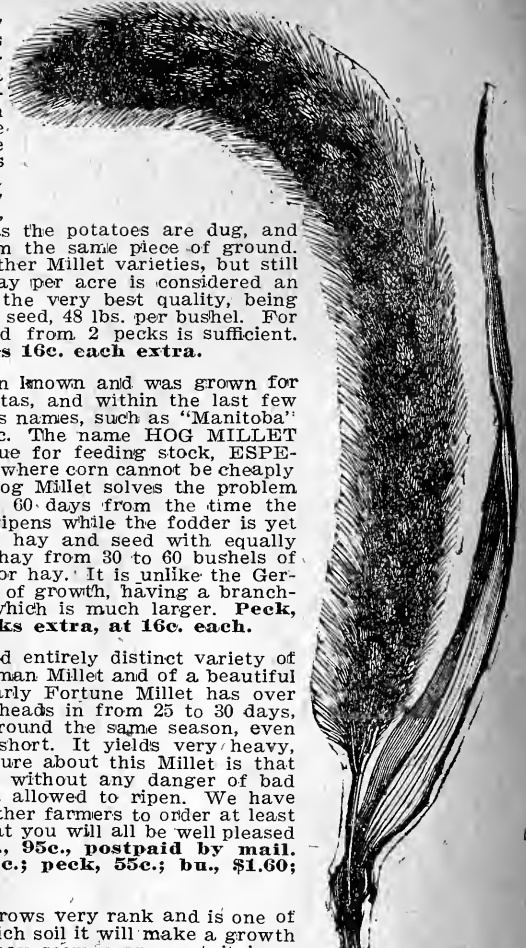 s the potatoes are dug, and
m the same piece of ground.
ther Millet varieties, but still
ay per acre is considered an
the very best quality, being
seed, 48 lbs. per bushel. For
d from 2 pecks is sufficient.
s 16c. each extra.
n known and was grown for
tas, and within the last few
s names, such as "Manitoba"
c. The name HOG MILLET
ue for feeding stock, ESPE-
where corn cannot be cheaply
og Millet solves the problem
60 days from the time the
ipens while the fodder is yet
hay and seed with equally
hay from 30 to 60 bushels of
or hay. It is unlike the Ger-
of growth, having a branch-
which is much larger. Peck,
ks extra, at 16c. each.
d entirely distinct variety of
man Millet and of a beautiful
arly Fortune Millet has over
heads in from 25 to 30 days,
round the same season, even
short. It yields very heavy,
ure about this Millet is that
without any danger of bad
allowed to ripen. We have
ther farmers to order at least
at you will all be well pleased
., 95c., postpaid by mail.
c.; peck, 55c.; bu., $1.60;
rows very rank and is one of
ich soil it will make a growth